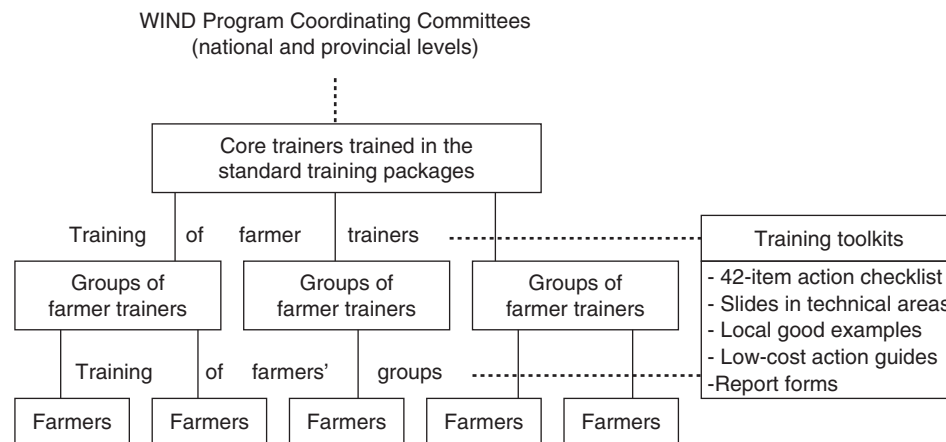 WIND Program Coordinating Committees
(national and provincial levels)
Core trainers trained in the
standard training packages
Training of farmer trainers
Groups of
farmer trainers
Groups of
farmer trainers
Groups of
farmer trainers
Training of farmers’ groups
Farmers
Farmers
Farmers
Farmers
Farmers
Training toolkits
- 42-item action checklist
- Slides in technical areas
- Local good examples
- Low-cost action guides
-Report forms